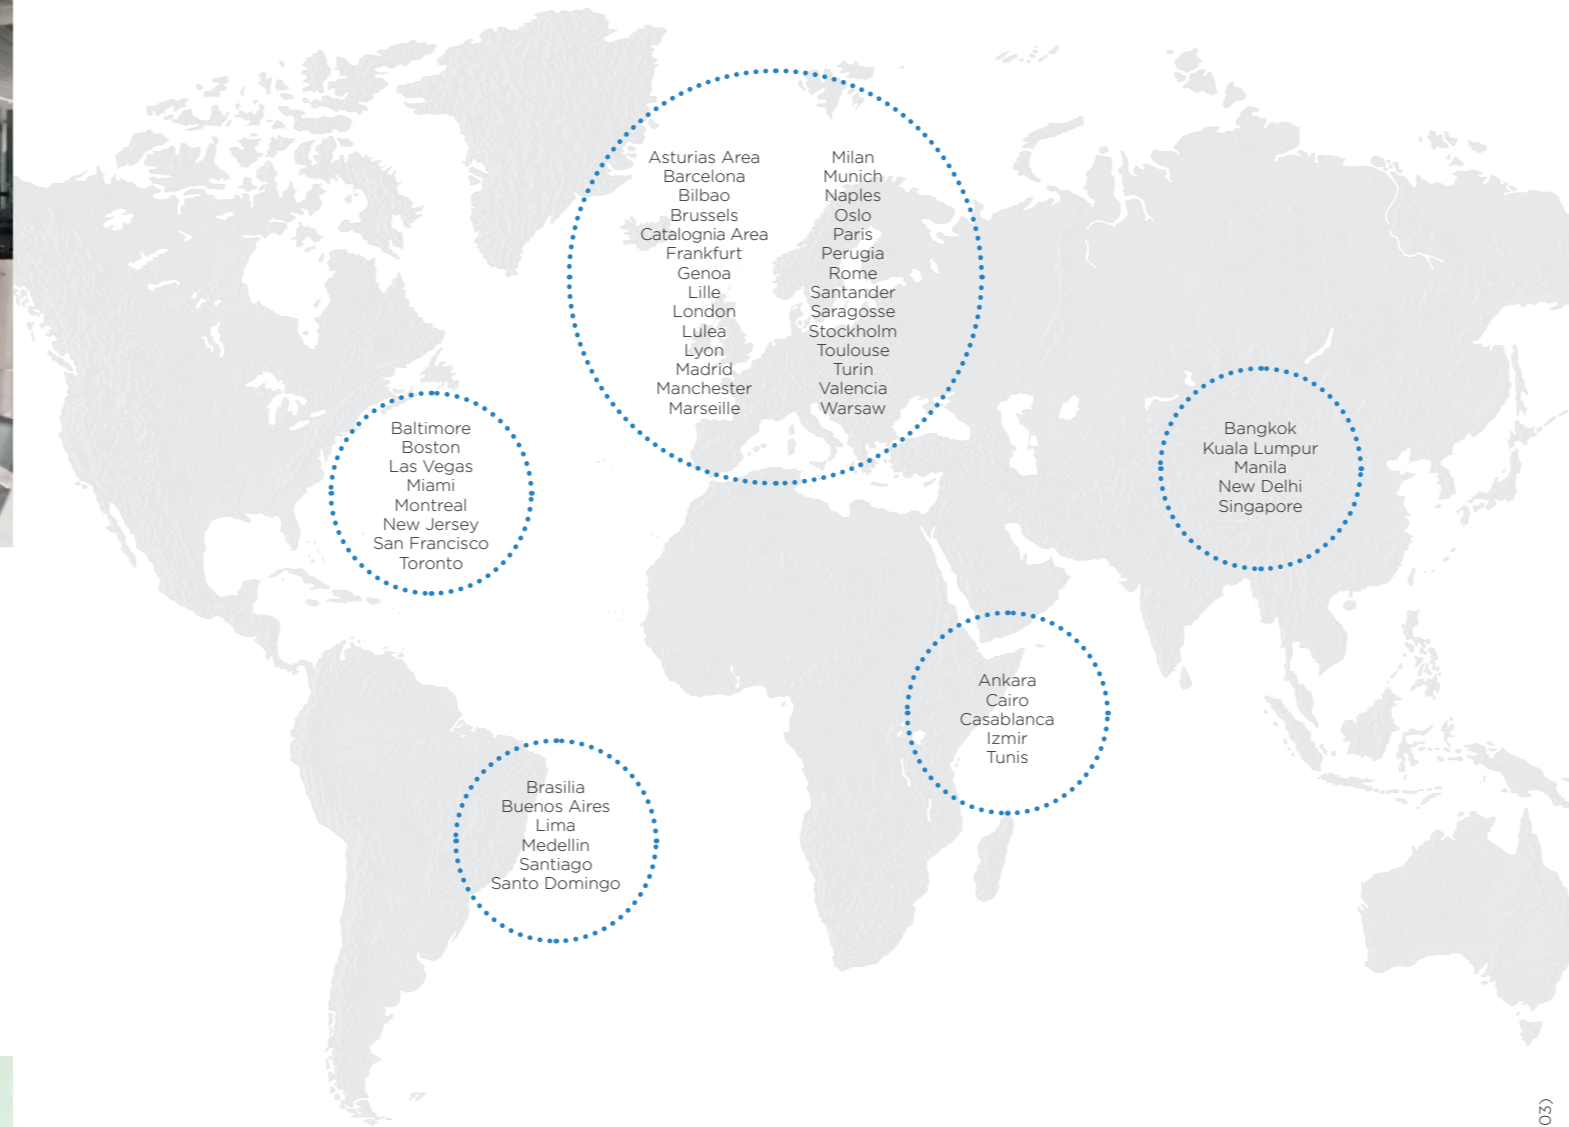 Asturias Area
Barcelona
Bilbao
Brussels
Catalognia Area
Frankfurt
Genoa
Lille
London
Lulea
Lyon
Madrid
Manchester
Marseille
Milan
Munich
Naples
Oslo
Paris
Perugia
Rome
Santander
Saragosse
Stockholm
Toulouse
Turin
Valencia
Warsaw
Baltimore
Boston
Las Vegas
Miami
Montreal
New Jersey
San Francisco
Toronto
Bangkok
Kuala Lumpur
Manila
New Delhi
Singapore
Ankara
Cairo
Casablanca
Izmir
Tunis
Brasilia
Buenos Aires
Lima
Medellin
Santiago
Santo Domingo
03)